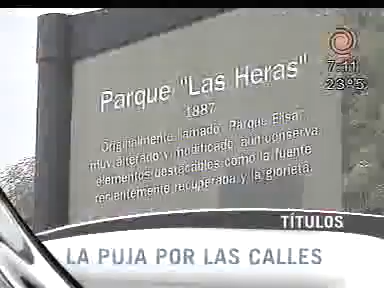 Parque "Las Heras"
1887
Originalmente llamado "Parque Elisa",
muy alterado y modificado, aún conserva
elementos destacables como la fuente
recientemente recuperada y la glorieta.
7:11
23°5
TÍTULOS
LA PUJA POR LAS CALLES